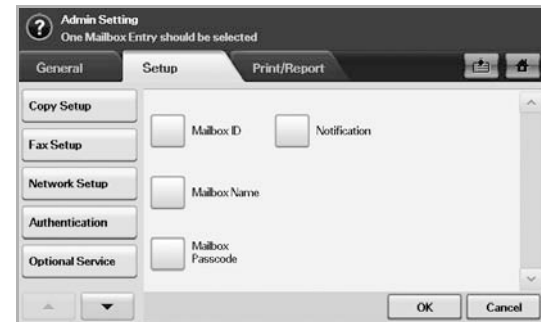 Admin Setting
One Mailbox Entry should be selected
General
Setup
Print/Report
Copy Setup
Fax Setup
Network Setup
Authentication
Optional Service
Mailbox ID
Notification
Mailbox Name
Mailbox
Passcode
OK
Cancel